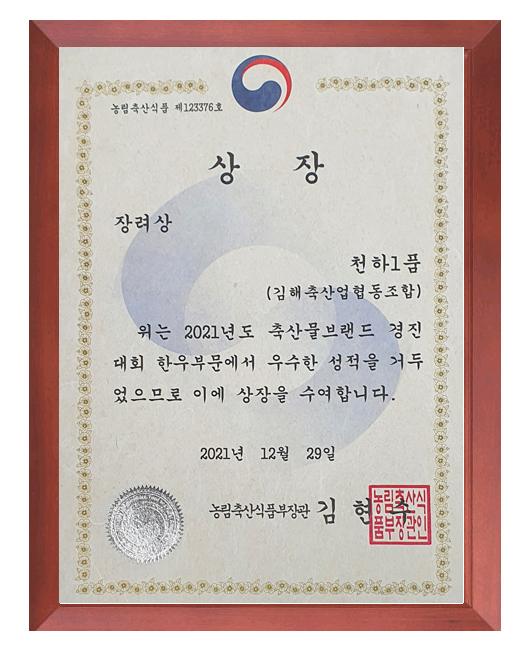 농림축산식품 제123376호
상 장
장려상
천하1품
(김해축산업협동조합)
위는 2021년도 축산물브랜드 경진
대회 한우부문에서 우수한 성적을 거두
었으므로 이에 상장을 수여합니다.
2021년 12월 29일
농림축산식품부장관 김 현 수
농림축산식
품부장관인